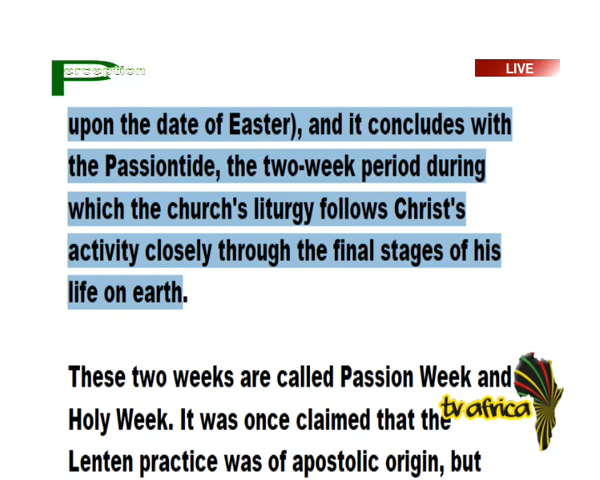 Perception
LIVE
upon the date of Easter), and it concludes with
the Passiontide, the two-week period during
which the church's liturgy follows Christ's
activity closely through the final stages of his
life on earth.
These two weeks are called Passion Week and
Holy Week. It was once claimed that the
tv africa
Lenten practice was of apostolic origin, but